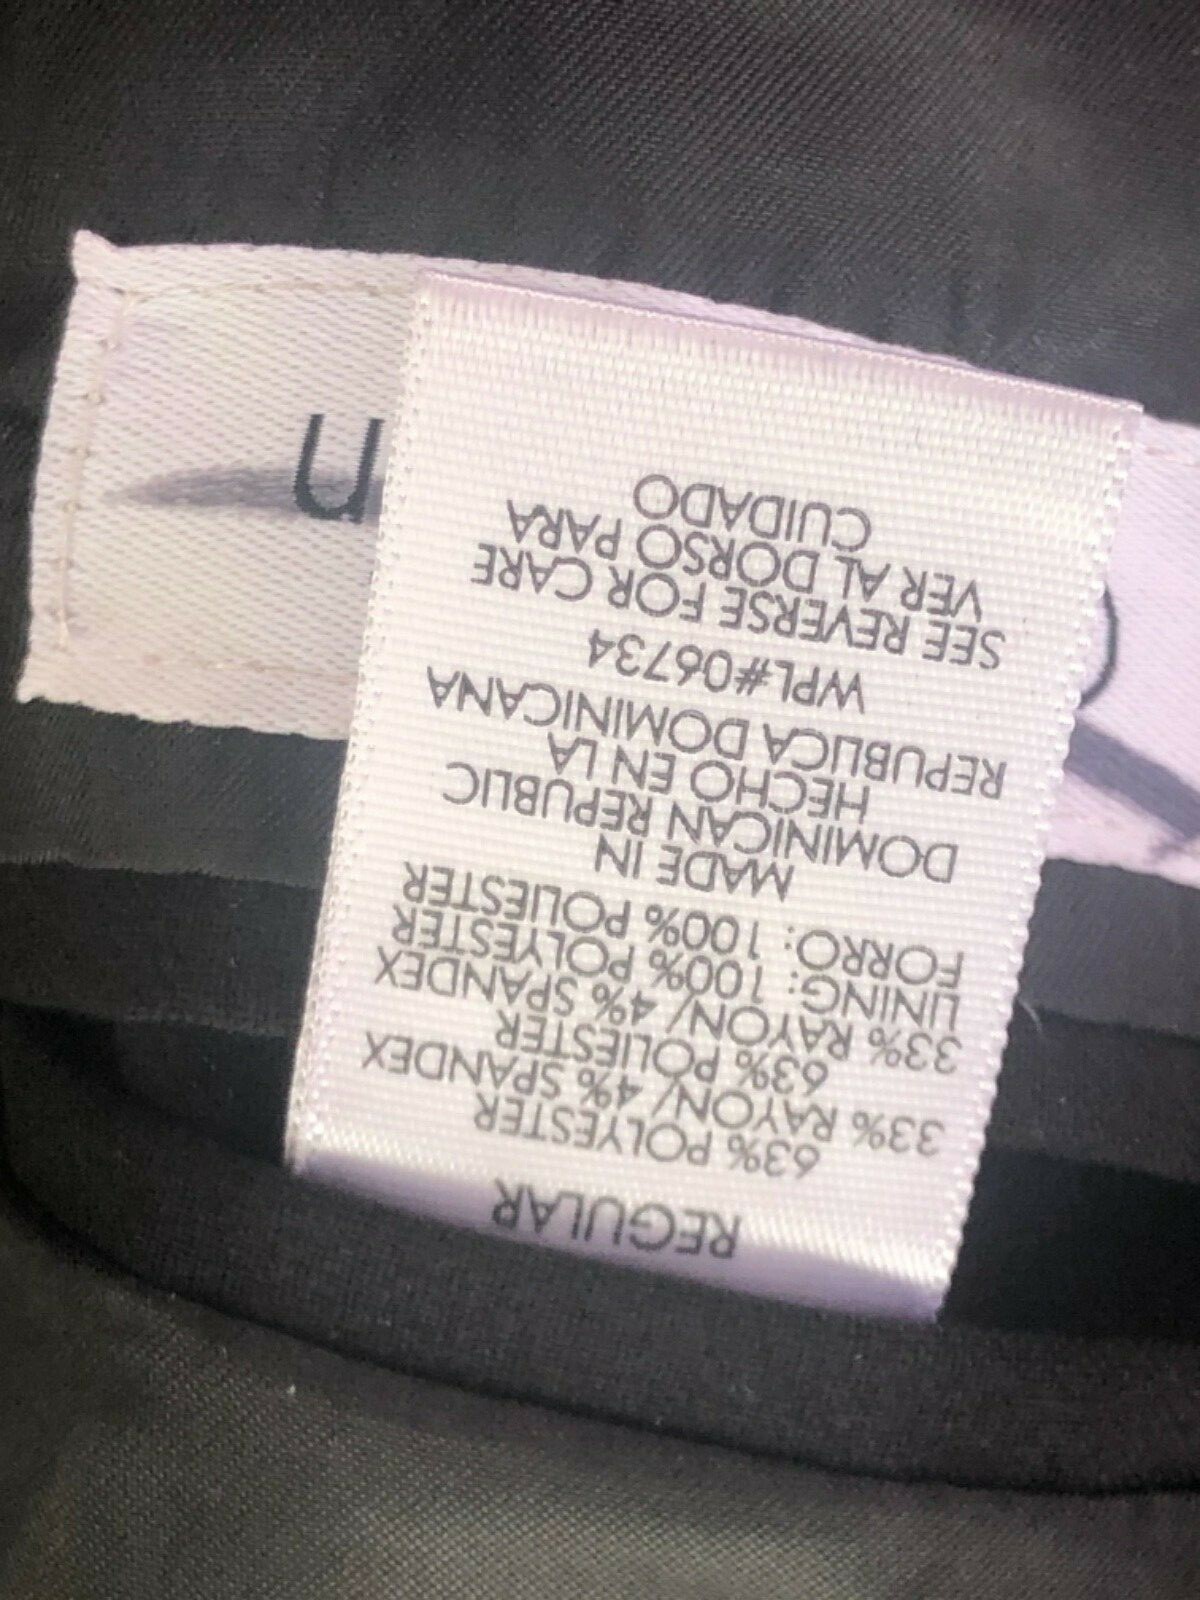 REGULAR
63% POLYESTER
33% RAYON/ 4% SPANDEX
63% POLIESTER
33% RAYON/ 4% SPANDEX
LINING: 100% POLYESTER
FORRO: 100% POLIESTER
MADE IN
DOMINICAN REPUBLIC
HECHO EN LA
REPUBLICA DOMINICANA
WPL#06734
SEE REVERSE FOR CARE
VER AL DORSO PARA
CUIDADO